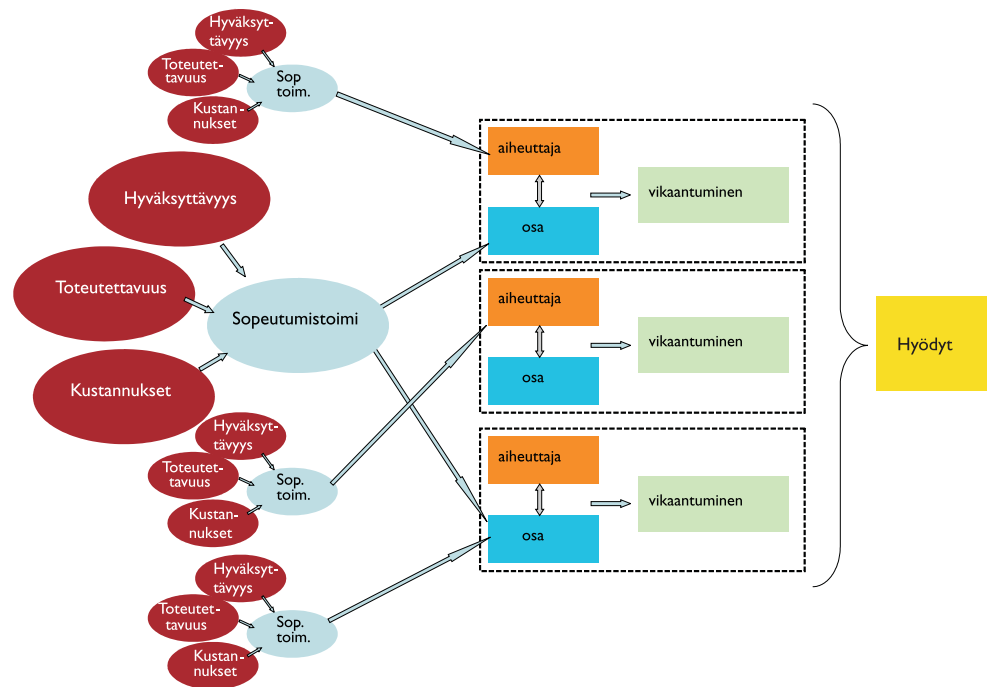 Hyväksyt-
tävyys
Toteutet-
tavuus
Kustan-
nukset
Sop
toim.
Hyväksyttävyys
Toteutettavuus
Kustannukset
Sopeutumistoimi
Hyväksyt-
tävyys
Toteutet-
tavuus
Kustan-
nukset
Sop.
toim.
Hyväksyt-
tävyys
Toteutet-
tavuus
Kustan-
nukset
Sop.
toim.
aiheuttaja
osa
vikaantuminen
aiheuttaja
osa
vikaantuminen
aiheuttaja
osa
vikaantuminen
Hyödyt